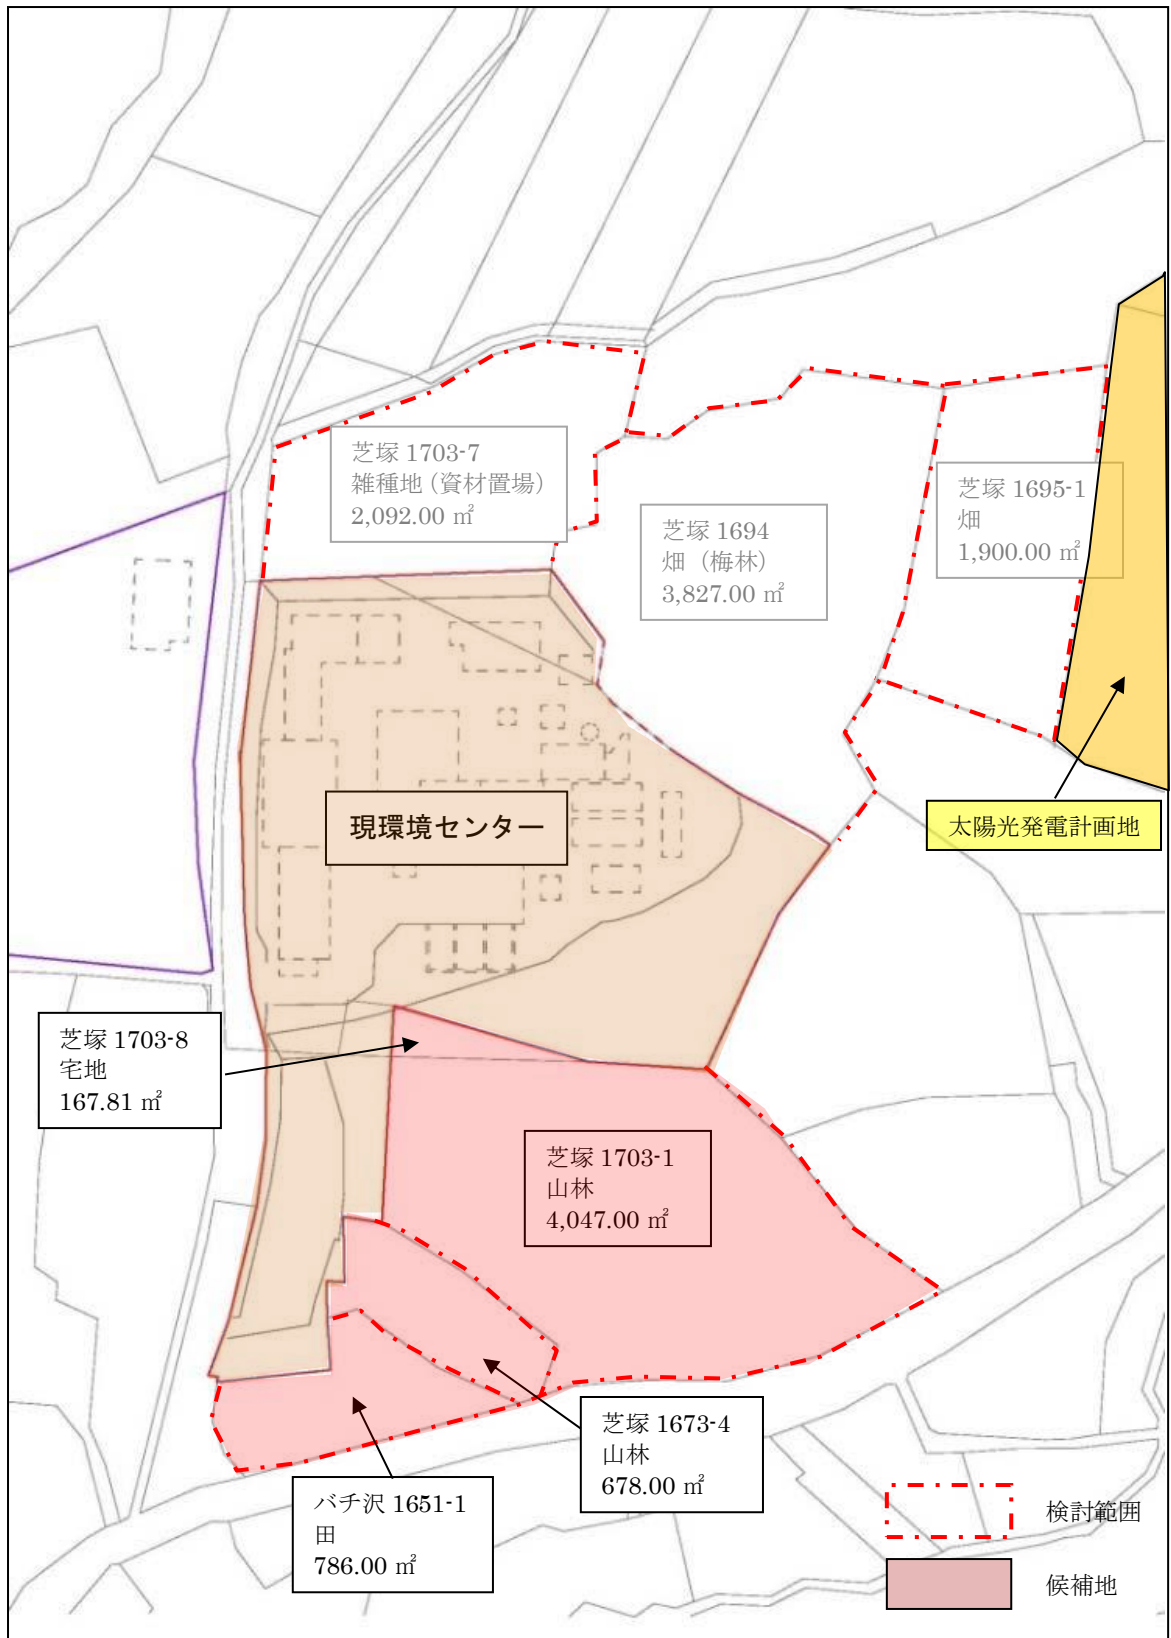 芝塚 1703-7
雑種地（資材置場）
2,092.00 ㎡
芝塚 1694
畑（梅林）
3,827.00 ㎡
芝塚 1695-1
畑
1,900.00 ㎡
現環境センター
太陽光発電計画地
芝塚 1703-8
宅地
167.81 ㎡
芝塚 1703-1
山林
4,047.00 ㎡
芝塚 1673-4
山林
678.00 ㎡
バチ沢 1651-1
田
786.00 ㎡
検討範囲
候補地